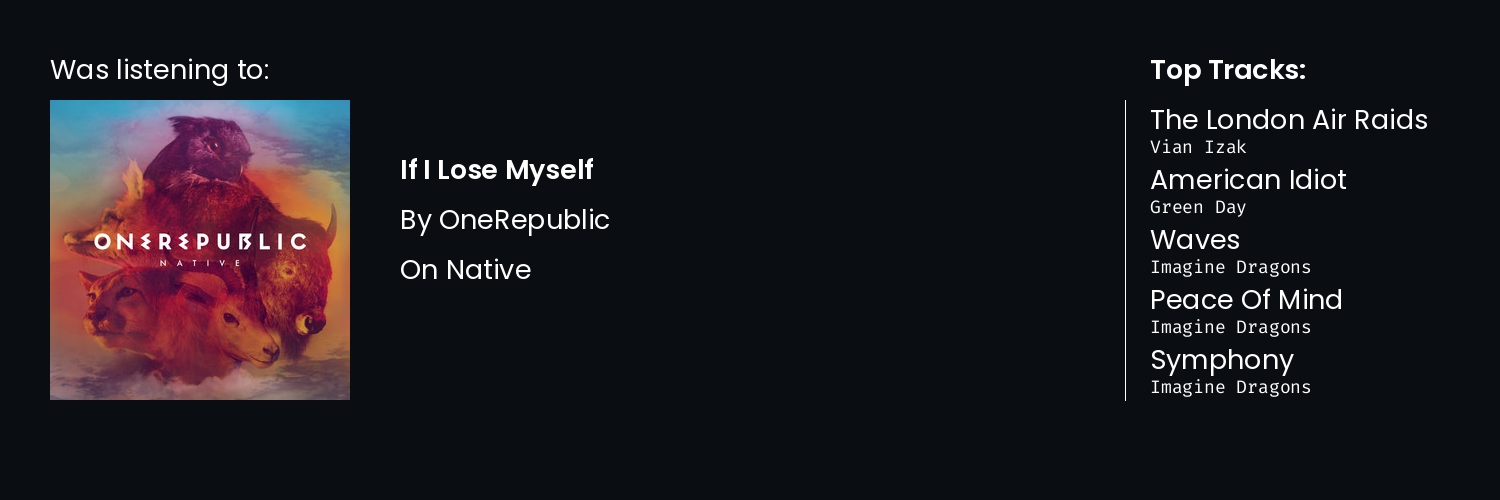 Was listening to:
ONEREPUBLIC
NATIVE
If I Lose Myself
By OneRepublic
On Native
Top Tracks:
The London Air Raids
Vian Izak
American Idiot
Green Day
Waves
Imagine Dragons
Peace Of Mind
Imagine Dragons
Symphony
Imagine Dragons